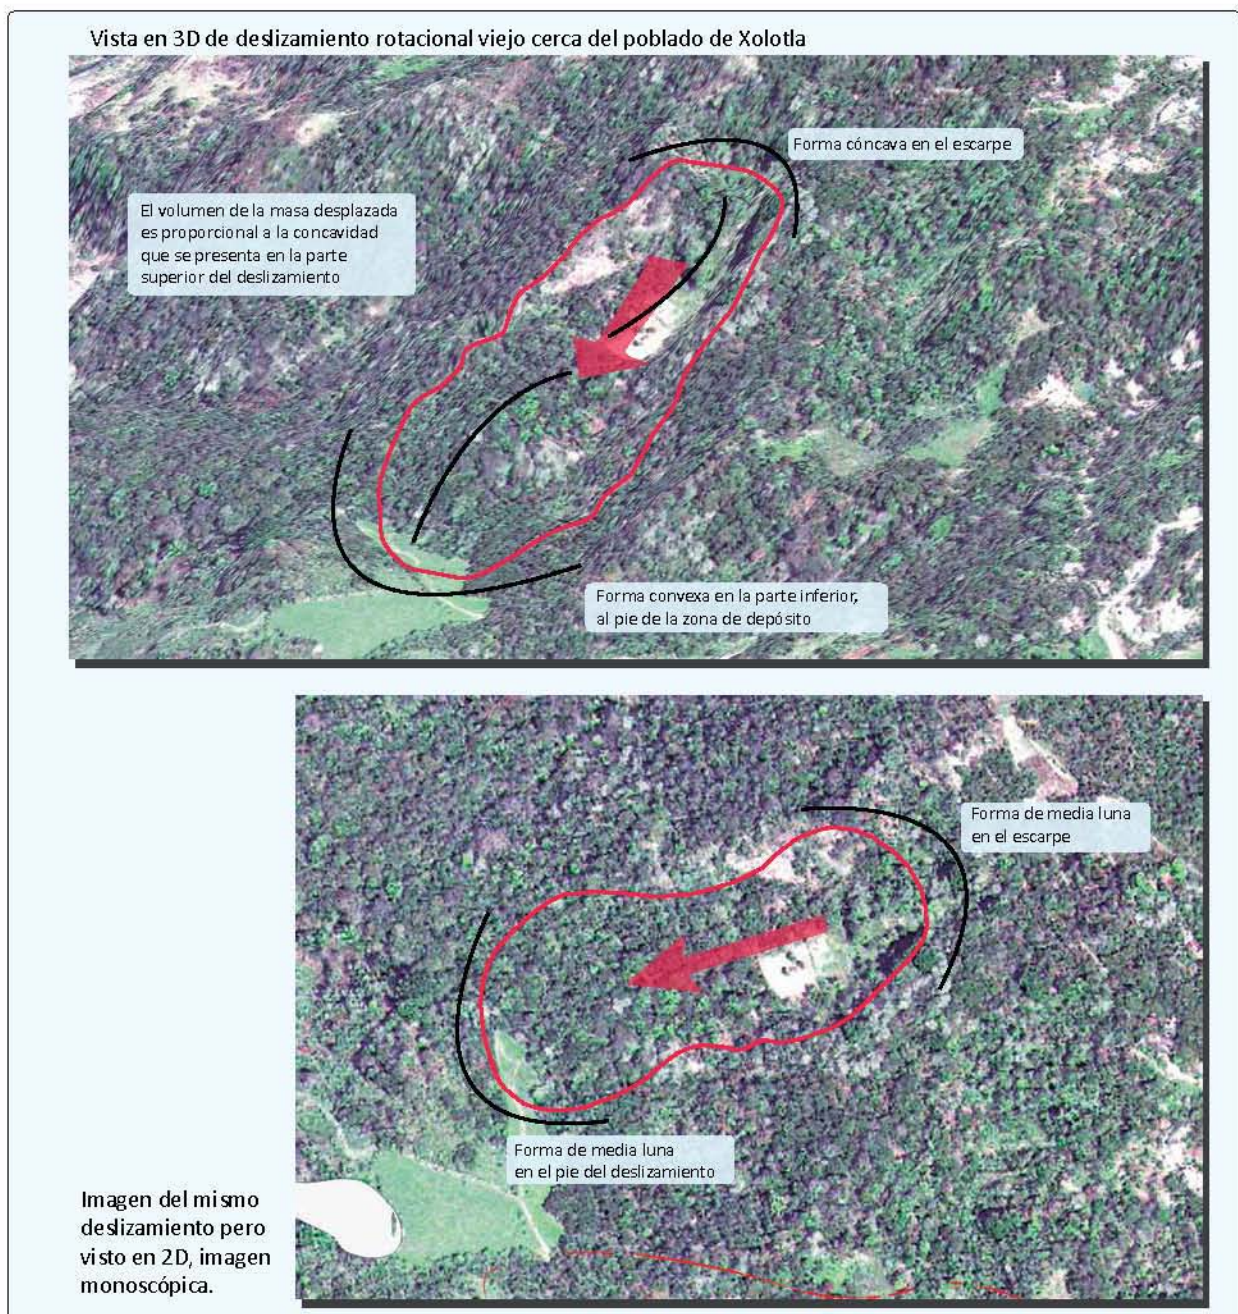 Vista en 3D de deslizamiento rotacional viejo cerca del poblado de Xolotla
Forma cóncava en el escarpe
El volumen de la masa desplazada
es proporcional a la concavidad
que se presenta en la parte
superior del deslizamiento
Forma convexa en la parte inferior,
al pie de la zona de depósito
Forma de media luna
en el escarpe
Forma de media luna
en el pie del deslizamiento
Imagen del mismo
deslizamiento pero
visto en 2D, imagen
monoscópica.